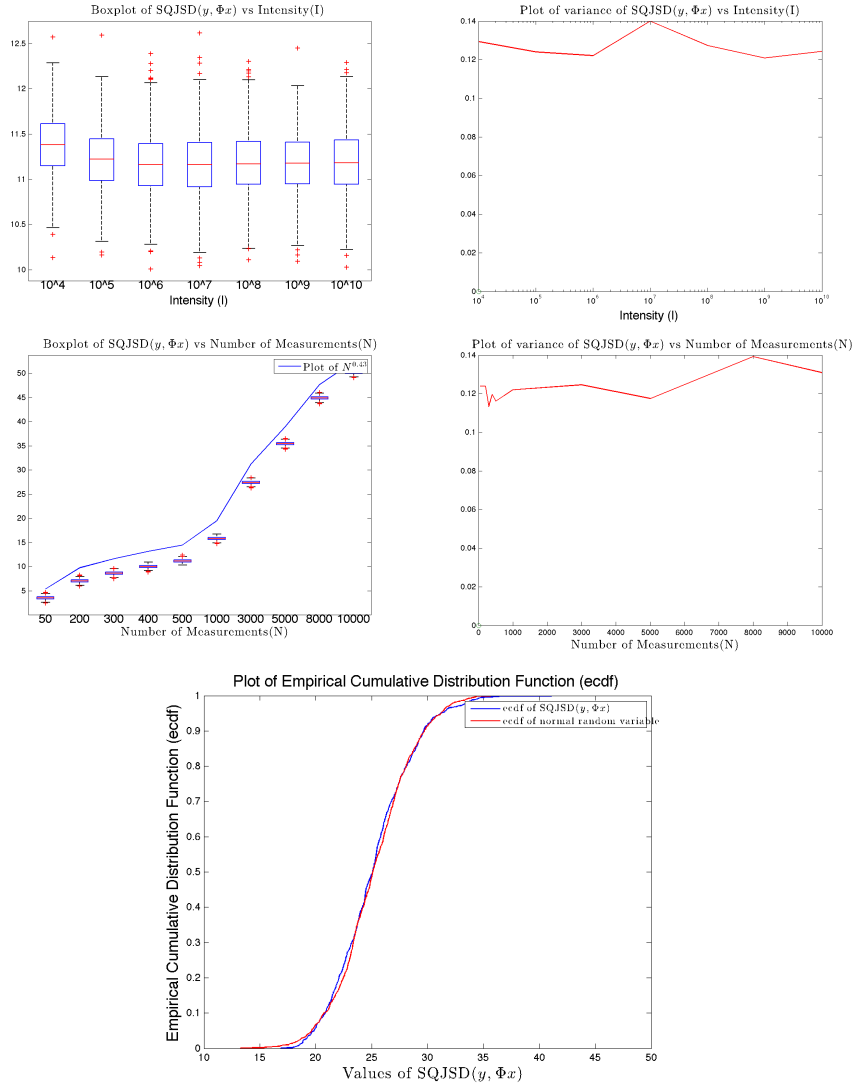 Boxplot of SQJSD(y, Φx) vs Intensity(I)
12.5
12
11.5
11
10.5
10
10^4 10^5 10^6 10^7 10^8 10^9 10^10
Intensity (I)
Plot of variance of SQJSD(y, Φx) vs Intensity(I)
0.14
0.12
0.1
0.08
0.06
0.04
0.02
0
10⁴ 10⁵ 10⁶ 10⁷ 10⁸ 10⁹ 10¹⁰
Intensity (I)
Boxplot of SQJSD(y, Φx) vs Number of Measurements(N)
Plot of N^0.43
50
45
40
35
30
25
20
15
10
5
50 200 300 400 500 1000 3000 5000 8000 10000
Number of Measurements(N)
Plot of variance of SQJSD(y, Φx) vs Number of Measurements(N)
0.14
0.12
0.1
0.08
0.06
0.04
0.02
0
0 1000 2000 3000 4000 5000 6000 7000 8000 9000 10000
Number of Measurements(N)
Plot of Empirical Cumulative Distribution Function (ecdf)
Empirical Cumulative Distribution Function (ecdf)
1
0.9
0.8
0.7
0.6
0.5
0.4
0.3
0.2
0.1
0
ecdf of SQJSD(y, Φx)
ecdf of normal random variable
10 15 20 25 30 35 40 45 50
Values of SQJSD(y, Φx)